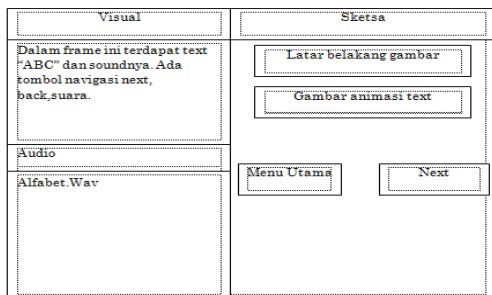 Visual
Dalam frame ini terdapat text
“ABC” dan soundnya. Ada
tombol navigasi next,
back,suara.
Audio
Alfabet.Wav
Sketsa
Latar belakang gambar
Gambar animasi text
Menu Utama
Next